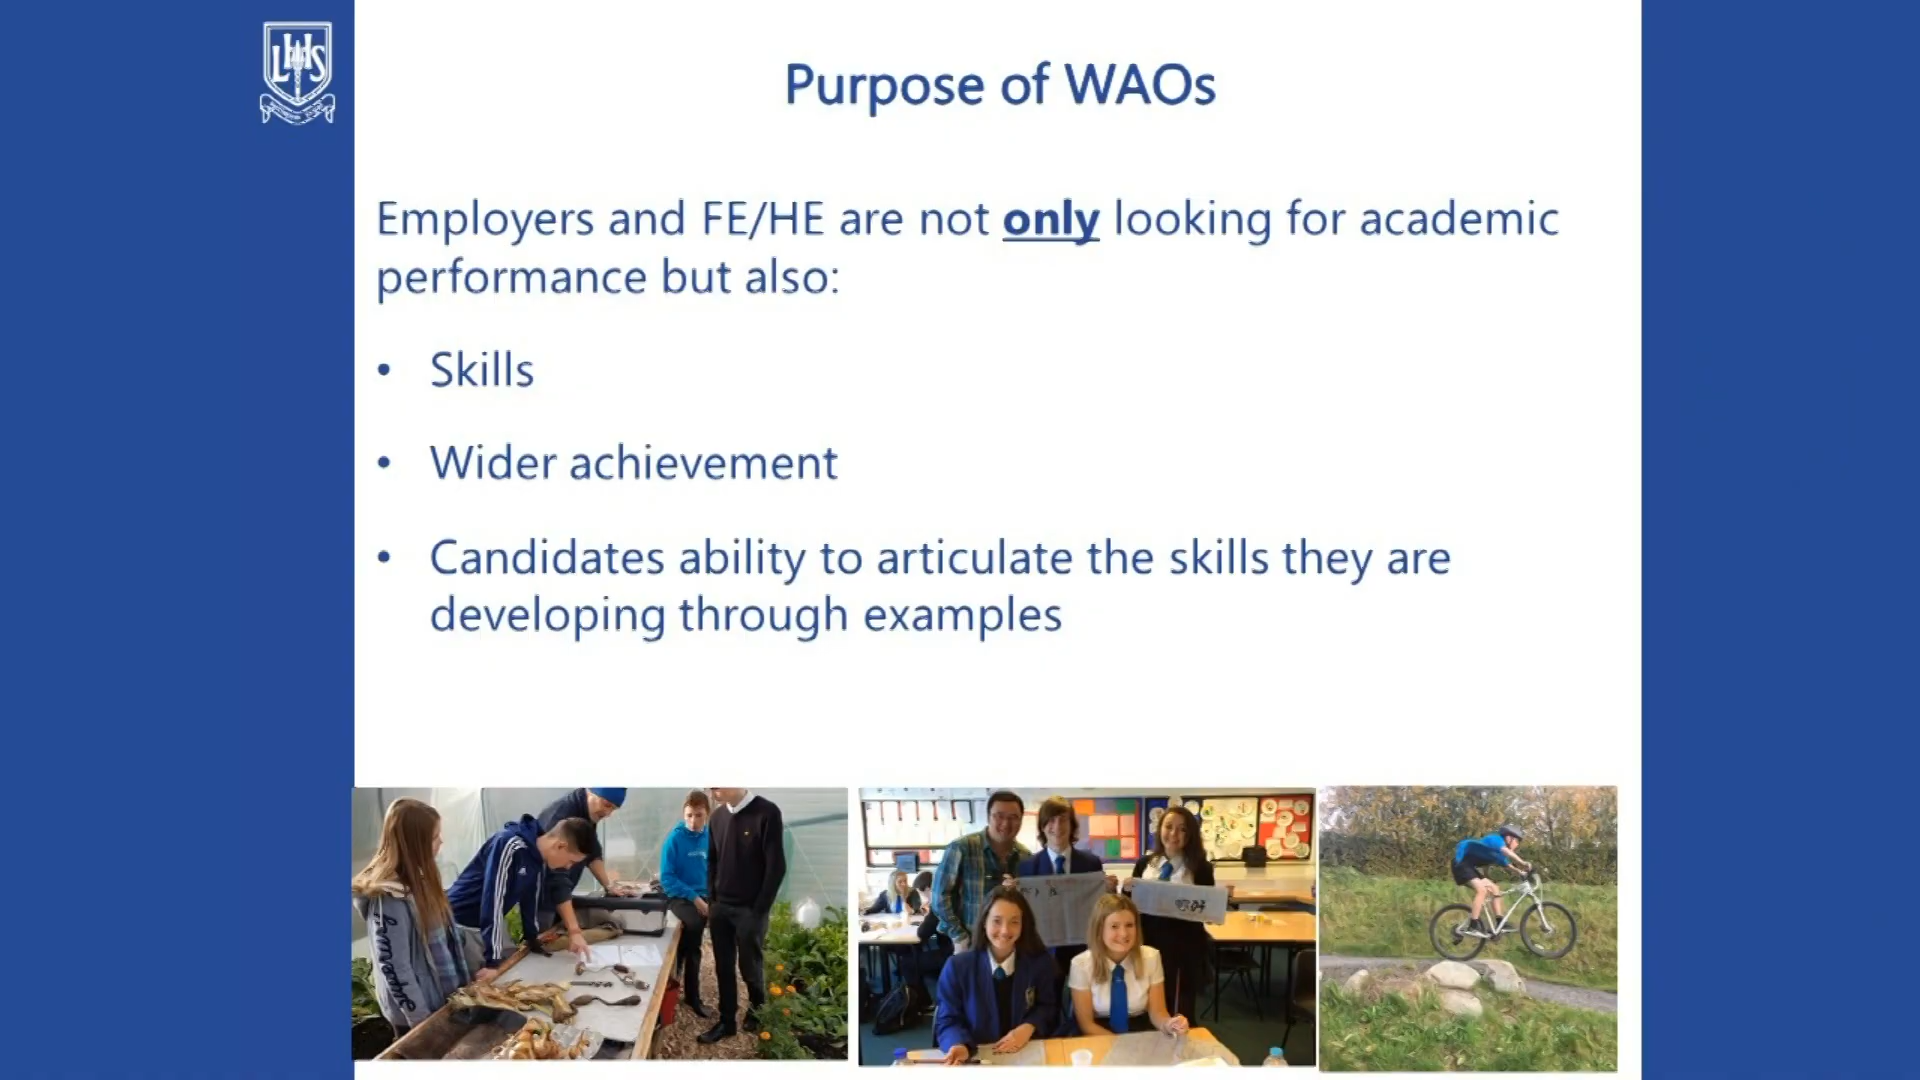 LHS
Purpose of WAOs
Employers and FE/HE are not only looking for academic
performance but also:
• Skills
• Wider achievement
• Candidates ability to articulate the skills they are
developing through examples